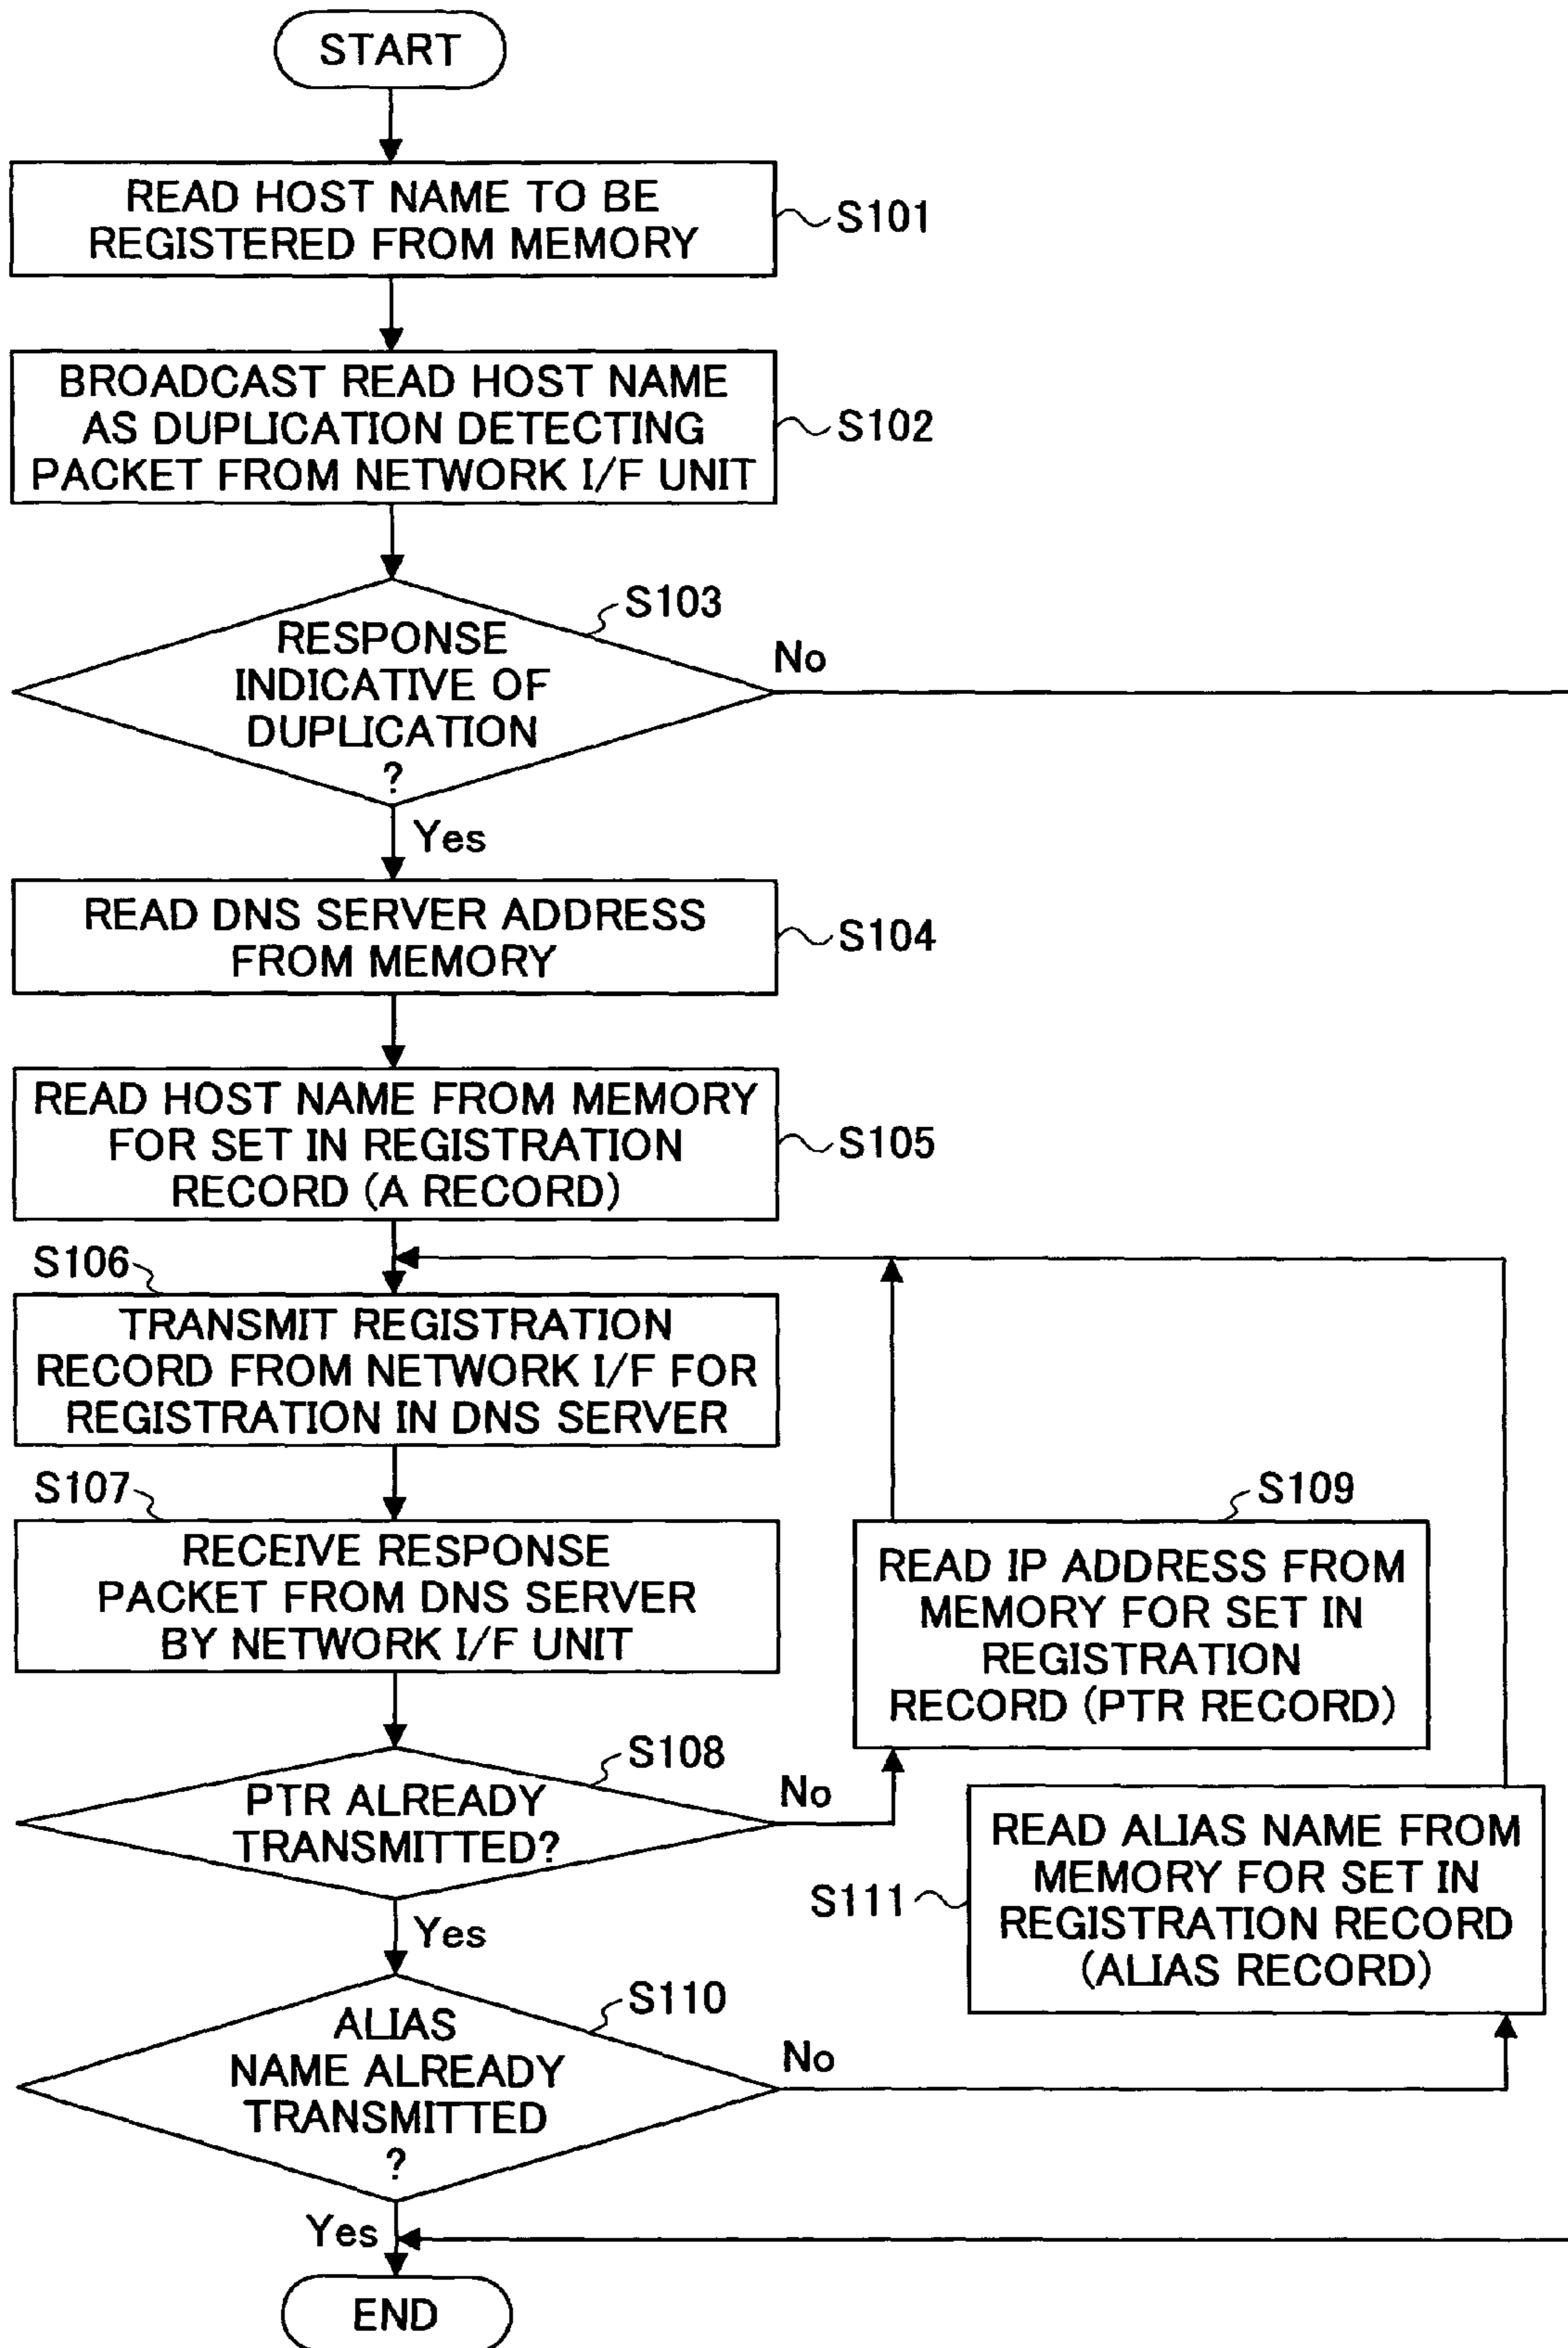 START
READ HOST NAME TO BE
REGISTERED FROM MEMORY
S101
BROADCAST READ HOST NAME
AS DUPLICATION DETECTING
PACKET FROM NETWORK I/F UNIT
S102
S103
RESPONSE
INDICATIVE OF
DUPLICATION
?
No
Yes
READ DNS SERVER ADDRESS
FROM MEMORY
S104
READ HOST NAME FROM MEMORY
FOR SET IN REGISTRATION
RECORD (A RECORD)
S105
S106
TRANSMIT REGISTRATION
RECORD FROM NETWORK I/F FOR
REGISTRATION IN DNS SERVER
S107
RECEIVE RESPONSE
PACKET FROM DNS SERVER
BY NETWORK I/F UNIT
S109
READ IP ADDRESS FROM
MEMORY FOR SET IN
REGISTRATION
RECORD (PTR RECORD)
S108
PTR ALREADY
TRANSMITTED?
No
Yes
S111
READ ALIAS NAME FROM
MEMORY FOR SET IN
REGISTRATION RECORD
(ALIAS RECORD)
S110
ALIAS
NAME ALREADY
TRANSMITTED
?
No
Yes
END